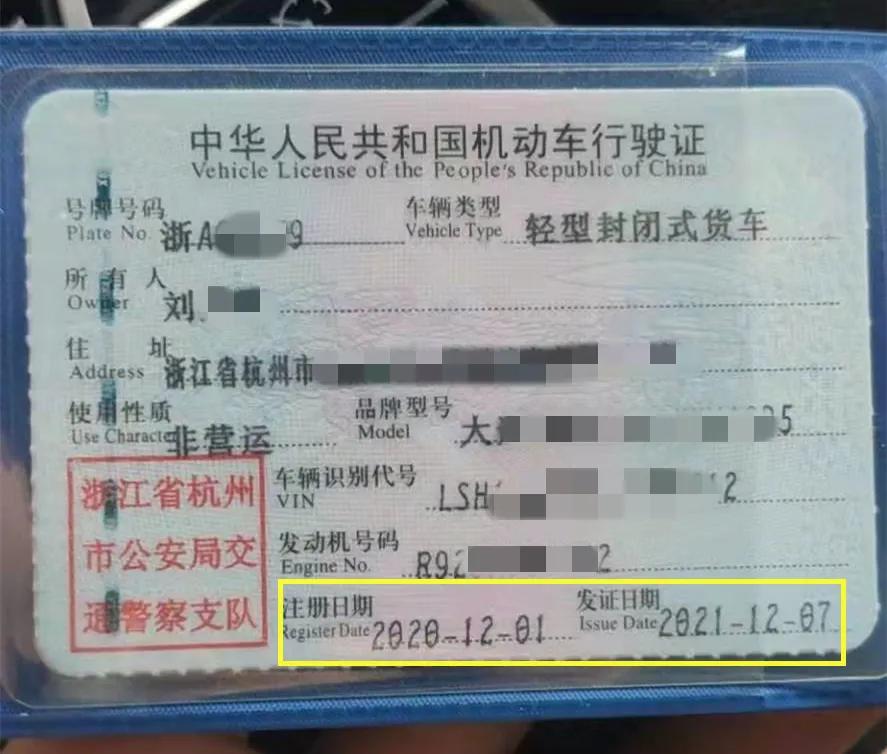 中华人民共和国机动车行驶证
Vehicle License of the People's Republic of China
号牌号码 浙A 9 车辆类型 轻型封闭式货车
Plate No. Vehicle Type
所有人 刘
Owner
住址 浙江省杭州市
Address
使用性质 非营运 品牌型号 大 5
Use Characte Model
浙江省杭州
市公安局交
通警察支队
车辆识别代号 LSH 2
VIN
发动机号码 R92 2
Engine No.
注册日期 2020-12-01 发证日期 2021-12-07
Register Date Issue Date